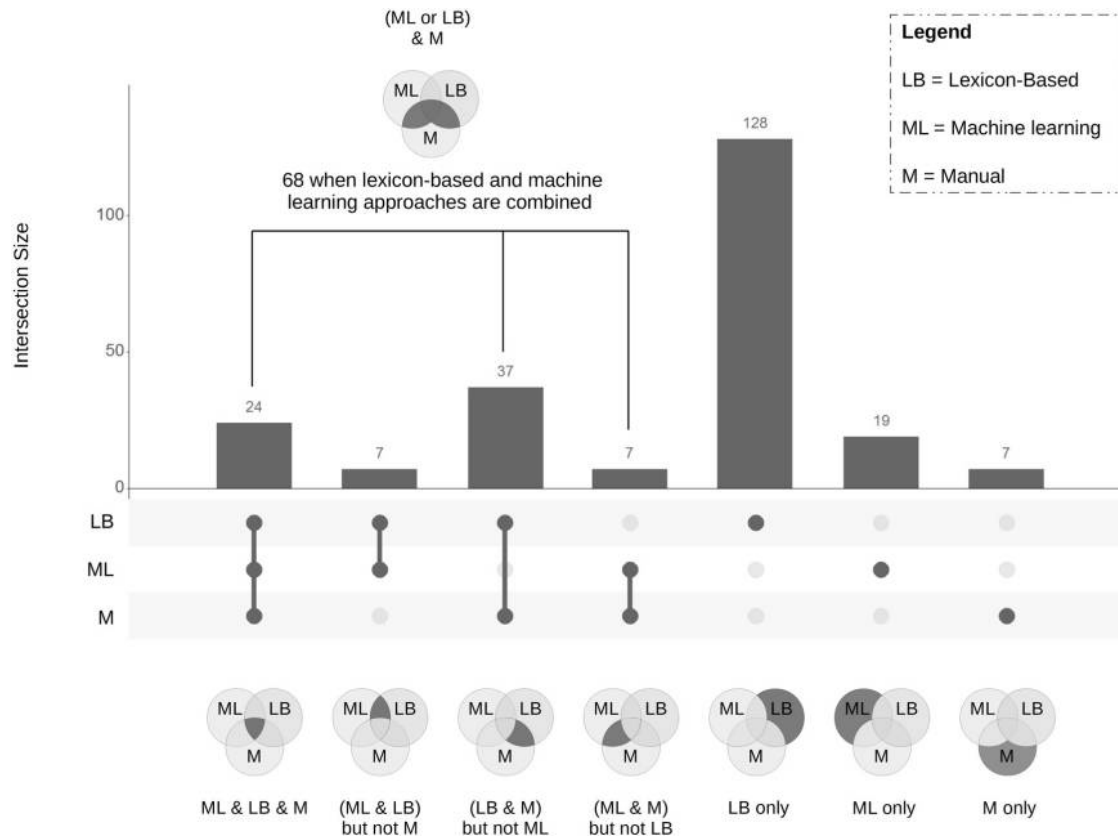 (ML or LB)
& M
ML LB
M
68 when lexicon-based and machine
learning approaches are combined
Legend
LB = Lexicon-Based
ML = Machine learning
M = Manual
Intersection Size
100
50
0
24
7
37
7
128
19
7
LB
ML
M
ML LB
M
ML LB
M
ML LB
M
ML LB
M
ML LB
M
ML LB
M
ML LB
M
ML & LB & M
(ML & LB)
but not M
(LB & M)
but not ML
(ML & M)
but not LB
LB only
ML only
M only